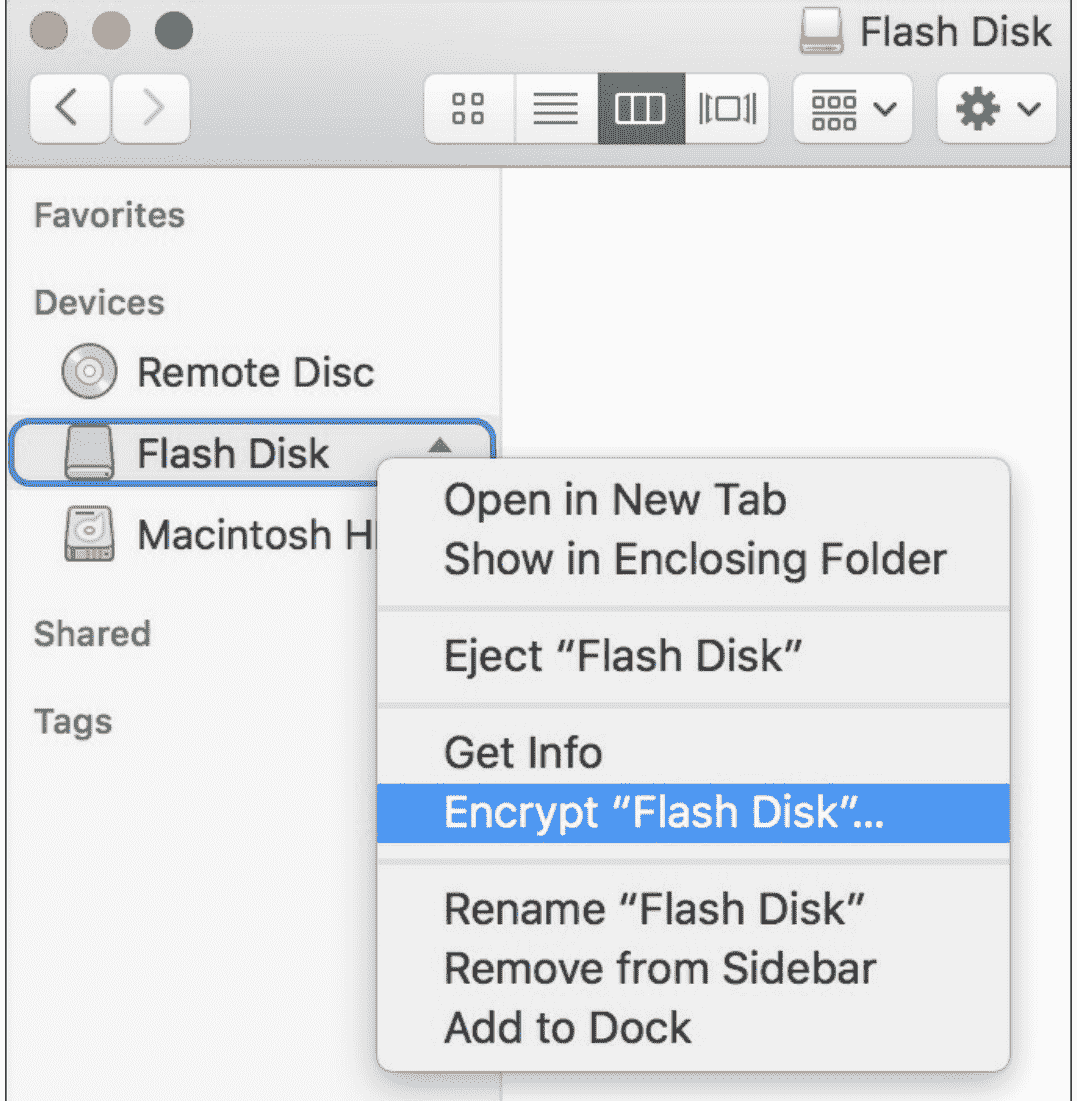 Flash Disk
Favorites
Devices
Remote Disc
Flash Disk
Macintosh H
Shared
Tags
Open in New Tab
Show in Enclosing Folder
Eject “Flash Disk”
Get Info
Encrypt “Flash Disk”...
Rename “Flash Disk”
Remove from Sidebar
Add to Dock